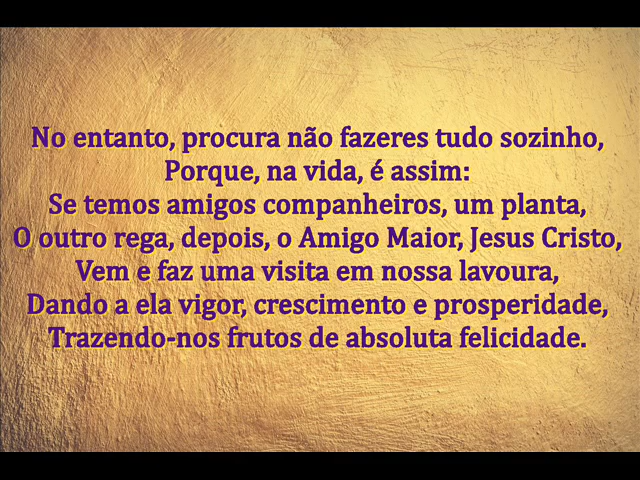 No entanto, procura não fazeres tudo sozinho,
Porque, na vida, é assim:
Se temos amigos companheiros, um planta,
O outro rega, depois, o Amigo Maior, Jesus Cristo,
Vem e faz uma visita em nossa lavoura,
Dando a ela vigor, crescimento e prosperidade,
Trazendo-nos frutos de absoluta felicidade.